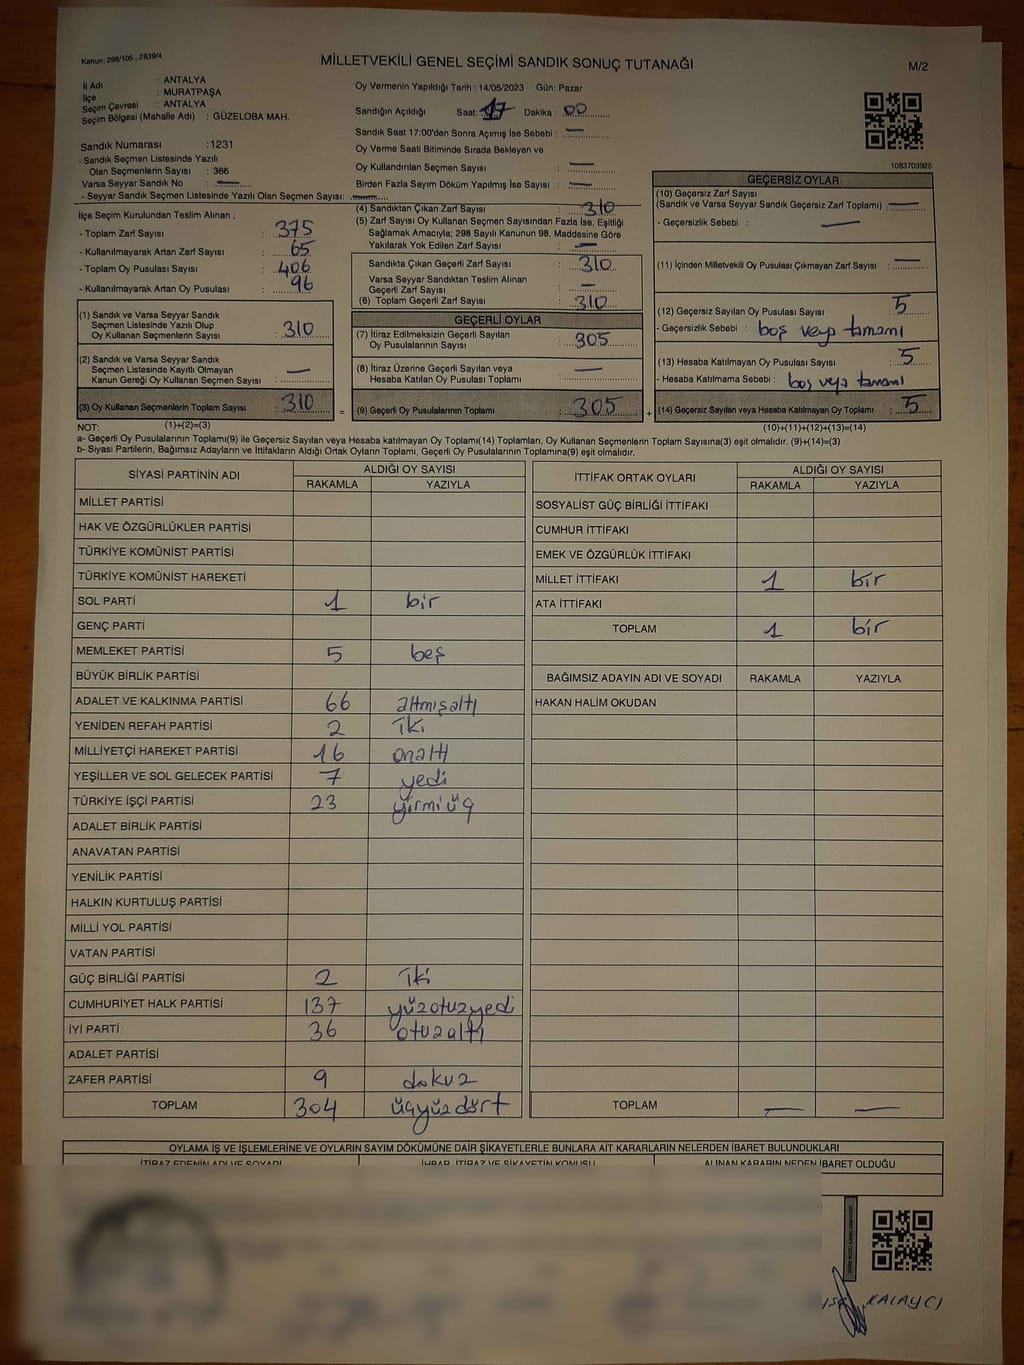 Kanun: 298/105 , 2839/4
MİLLETVEKİLİ GENEL SEÇİMİ SANDIK SONUÇ TUTANAĞI
M/2
İl Adı : ANTALYA
İlçe : MURATPAŞA
Seçim Çevresi : ANTALYA
Seçim Bölgesi (Mahalle Adı) : GÜZELOBA MAH.
Sandık Numarası :1231
- Sandık Seçmen Listesinde Yazılı
Olan Seçmenlerin Sayısı : 366
Varsa Seyyar Sandık No : —
- Seyyar Sandık Seçmen Listesinde Yazılı Olan Seçmen Sayısı: —
Oy Vermenin Yapıldığı Tarih : 14/05/2023 Gün: Pazar
Sandığın Açıldığı Saat: 17 Dakika : 00
Sandık Saat 17:00'den Sonra Açımış İse Sebebi : —
Oy Verme Saati Bitiminde Sırada Bekleyen ve
Oy Kullandırılan Seçmen Sayısı : —
Birden Fazla Sayım Döküm Yapılmış İse Sayısı : —
1083703925
İlçe Seçim Kurulundan Teslim Alınan ;
- Toplam Zarf Sayısı : 375
- Kullanılmayarak Artan Zarf Sayısı : 65
- Toplam Oy Pusulası Sayısı : 406
- Kullanılmayarak Artan Oy Pusulası : 96
(1) Sandık ve Varsa Seyyar Sandık
Seçmen Listesinde Yazılı Olup
Oy Kullanan Seçmenlerin Sayısı : 310
(2) Sandık ve Varsa Seyyar Sandık
Seçmen Listesinde Kayıtlı Olmayan
Kanun Gereği Oy Kullanan Seçmen Sayısı : —
(3) Oy Kullanan Seçmenlerin Toplam Sayısı : 310
(4) Sandıktan Çıkan Zarf Sayısı : 310
(5) Zarf Sayısı Oy Kullanan Seçmen Sayısından Fazla İse, Eşitliği
Sağlamak Amacıyla; 298 Sayılı Kanunun 98. Maddesine Göre
Yakılarak Yok Edilen Zarf Sayısı : —
Sandıkta Çıkan Geçerli Zarf Sayısı : 310
Varsa Seyyar Sandıktan Teslim Alınan
Geçerli Zarf Sayısı : —
(6) Toplam Geçerli Zarf Sayısı : 310
GEÇERLİ OYLAR
(7) İtiraz Edilmeksizin Geçerli Sayılan
Oy Pusulalarının Sayısı : 305
(8) İtiraz Üzerine Geçerli Sayılan veya
Hesaba Katılan Oy Pusulası Toplamı : —
= (9) Geçerli Oy Pusulalarının Toplamı : 305 +
GEÇERSİZ OYLAR
(10) Geçersiz Zarf Sayısı
(Sandık ve Varsa Seyyar Sandık Geçersiz Zarf Toplamı) : —
- Geçersizlik Sebebi : —
(11) İçinden Milletvekili Oy Pusulası Çıkmayan Zarf Sayısı : —
(12) Geçersiz Sayılan Oy Pusulası Sayısı : 5
- Geçersizlik Sebebi : boş veya tamamı
(13) Hesaba Katılmayan Oy Pusulası Sayısı : 5
- Hesaba Katılmama Sebebi : boş veya tamamı
(14) Geçersiz Sayılan veya Hesaba Katılmayan Oy Toplamı : 5
NOT: (1)+(2)=(3)
(10)+(11)+(12)+(13)=(14)
a- Geçerli Oy Pusulalarının Toplamı(9) ile Geçersiz Sayılan veya Hesaba katılmayan Oy Toplamı(14) Toplamları, Oy Kullanan Seçmenlerin Toplam Sayısına(3) eşit olmalıdır. (9)+(14)=(3)
b- Siyasi Partilerin, Bağımsız Adayların ve İttifakların Aldığı Ortak Oyların Toplamı, Geçerli Oy Pusulalarının Toplamına(9) eşit olmalıdır.
SİYASİ PARTİNİN ADI ALDIĞI OY SAYISI
RAKAMLA YAZIYLA
MİLLET PARTİSİ
HAK VE ÖZGÜRLÜKLER PARTİSİ
TÜRKİYE KOMÜNİST PARTİSİ
TÜRKİYE KOMÜNİST HAREKETİ
SOL PARTİ 1 bir
GENÇ PARTİ
MEMLEKET PARTİSİ 5 beş
BÜYÜK BİRLİK PARTİSİ
ADALET VE KALKINMA PARTİSİ 66 altmışaltı
YENİDEN REFAH PARTİSİ 2 iki
MİLLİYETÇİ HAREKET PARTİSİ 16 onaltı
YEŞİLLER VE SOL GELECEK PARTİSİ 7 yedi
TÜRKİYE İŞÇİ PARTİSİ 23 yirmiüç
ADALET BİRLİK PARTİSİ
ANAVATAN PARTİSİ
YENİLİK PARTİSİ
HALKIN KURTULUŞ PARTİSİ
MİLLİ YOL PARTİSİ
VATAN PARTİSİ
GÜÇ BİRLİĞİ PARTİSİ 2 iki
CUMHURİYET HALK PARTİSİ 137 yüzotuzyedi
İYİ PARTİ 36 otuzaltı
ADALET PARTİSİ
ZAFER PARTİSİ 9 dokuz
TOPLAM 304 üçyüzdört
İTTİFAK ORTAK OYLARI ALDIĞI OY SAYISI
RAKAMLA YAZIYLA
SOSYALİST GÜÇ BİRLİĞİ İTTİFAKI
CUMHUR İTTİFAKI
EMEK VE ÖZGÜRLÜK İTTİFAKI
MİLLET İTTİFAKI 1 bir
ATA İTTİFAKI
TOPLAM 1 bir
BAĞIMSIZ ADAYIN ADI VE SOYADI RAKAMLA YAZIYLA
HAKAN HALİM OKUDAN
TOPLAM — —
OYLAMA İŞ VE İŞLEMLERİNE VE OYLARIN SAYIM DÖKÜMÜNE DAİR ŞİKAYETLERLE BUNLARA AİT KARARLARIN NELERDEN İBARET BULUNDUKLARI
İTİRAZ EDENİN ADI VE SOYADI İHBAR, İTİRAZ VE ŞİKAYETİN KONUSU ALINAN KARARIN NEDEN İBARET OLDUĞU
KALAYCI